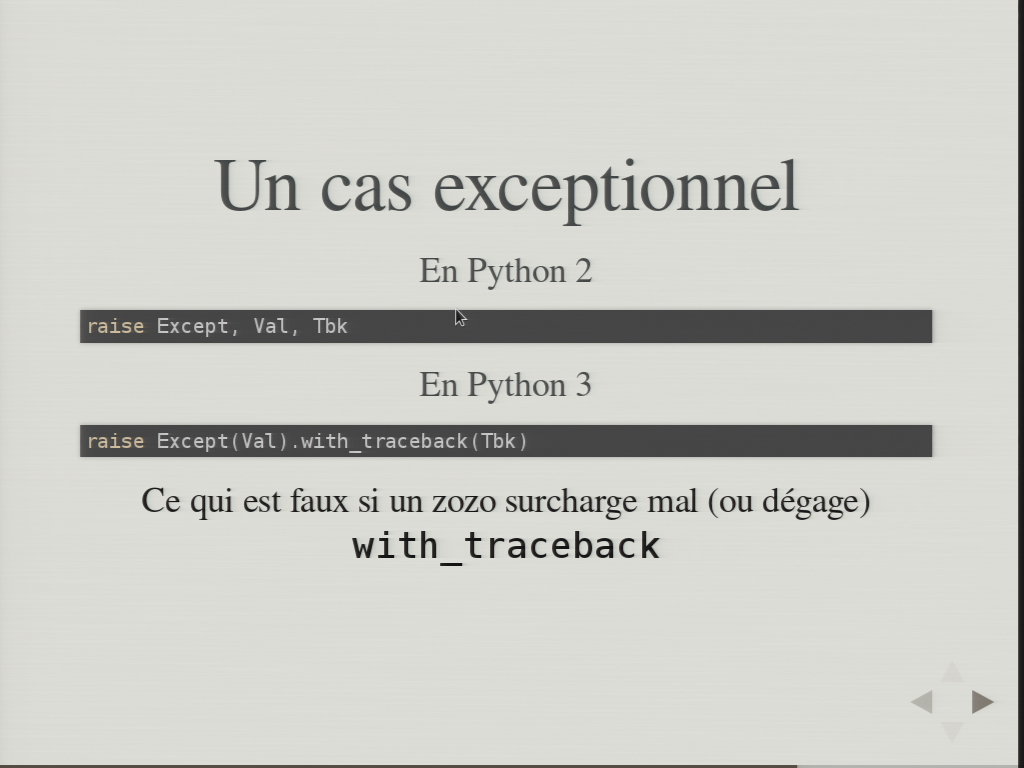 Un cas exceptionnel
En Python 2
raise Except, Val, Tbk
En Python 3
raise Except(Val).with_traceback(Tbk)
Ce qui est faux si un zozo surcharge mal (ou dégage)
with_traceback